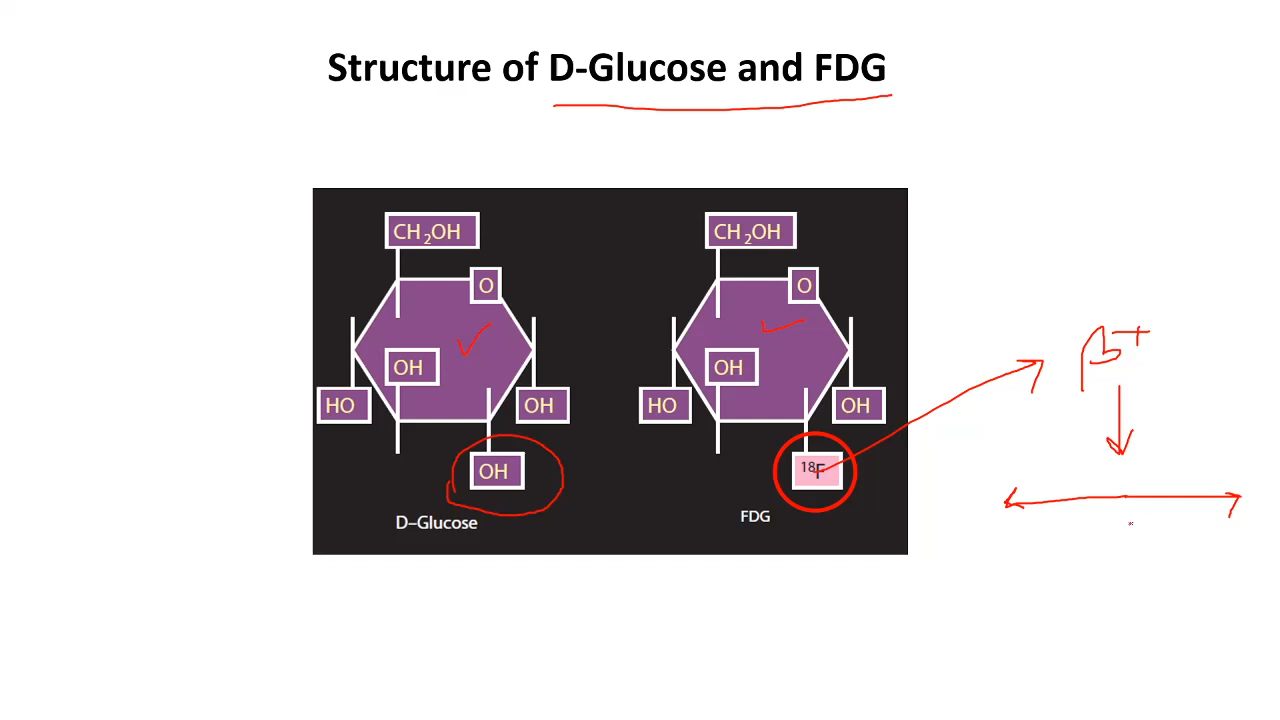 Structure of D-Glucose and FDG
CH2OH
O
OH
HO
OH
OH
D–Glucose
CH2OH
O
OH
HO
OH
18F
FDG
β+